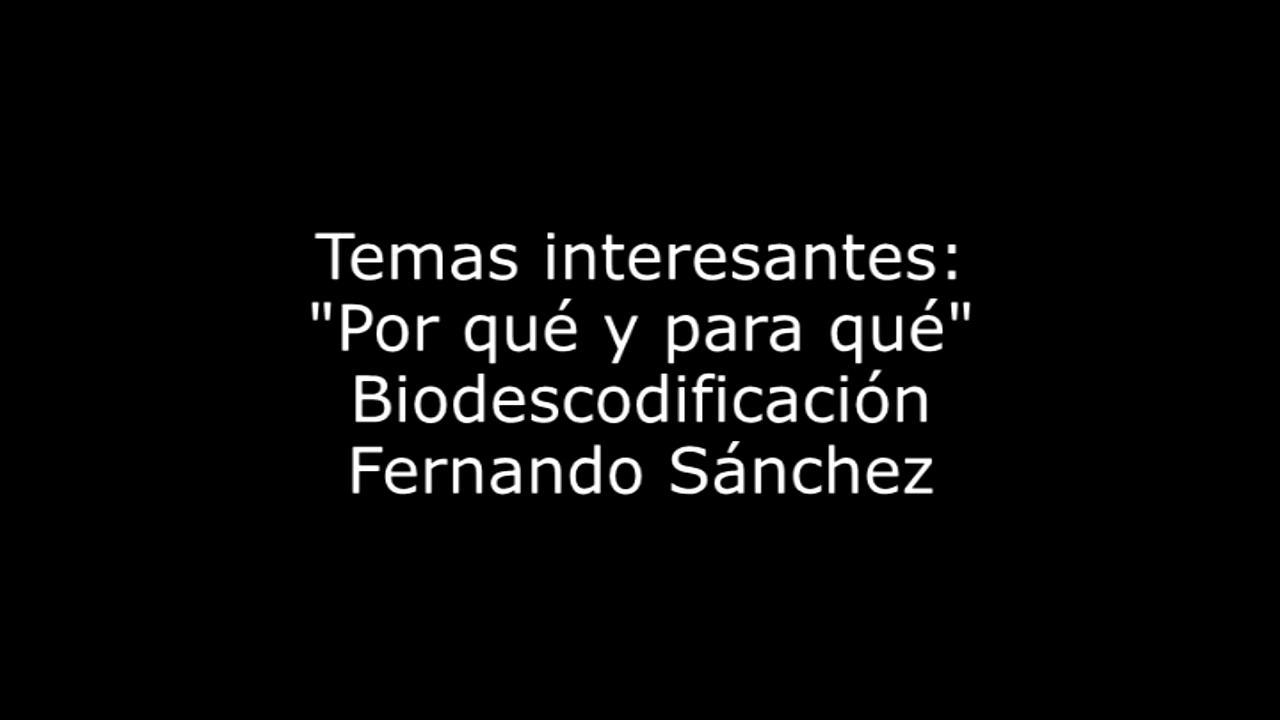 Temas interesantes:
"Por qué y para qué"
Biodescodificación
Fernando Sánchez